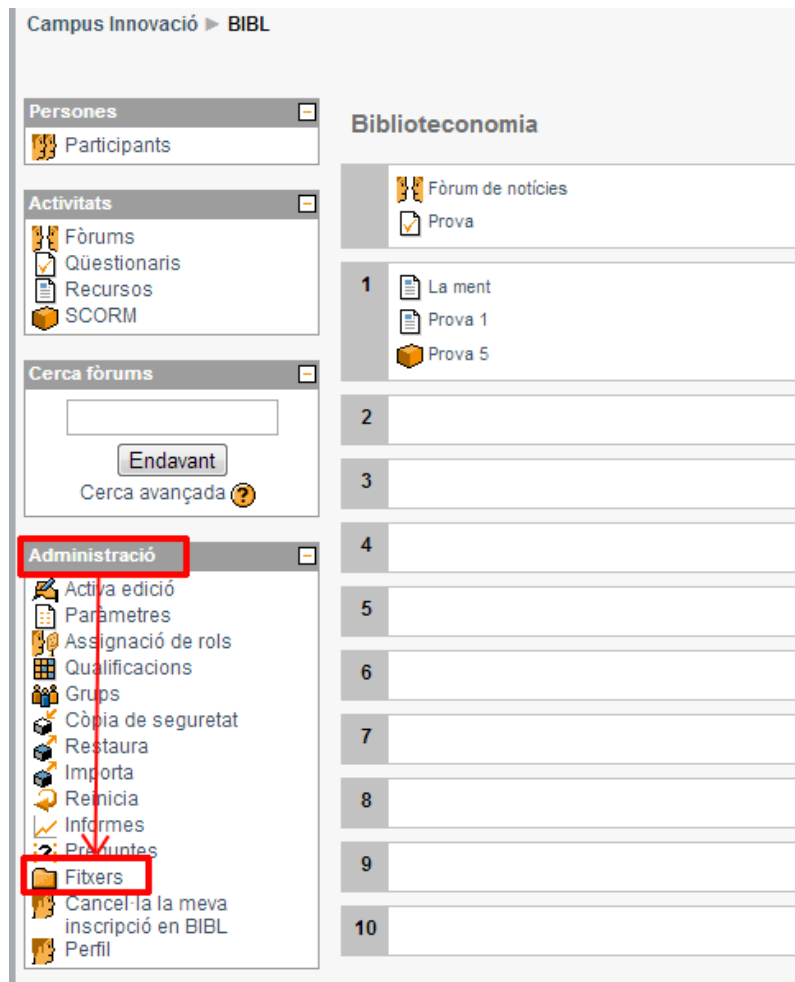 Campus Innovació ► BIBL
Persones
Participants
Activitats
Fòrums
Qüestionaris
Recursos
SCORM
Cerca fòrums
Endavant
Cerca avançada ?
Administració
Activa edició
Paràmetres
Assignació de rols
Qualificacions
Grups
Còpia de seguretat
Restaura
Importa
Reinicia
Informes
Preguntes
Fitxers
Cancel·la la meva
inscripció en BIBL
Perfil
Biblioteconomia
Fòrum de notícies
Prova
1 La ment
Prova 1
Prova 5
2
3
4
5
6
7
8
9
10